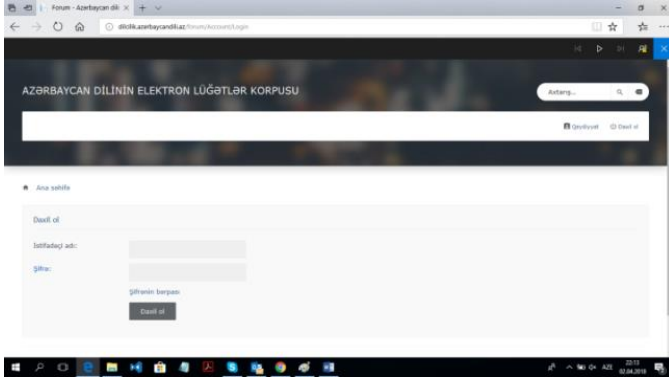 Forum - Azərbaycan dili
dilcilik.azerbaycandili.az/forum/Account/Login
AZƏRBAYCAN DİLİNİN ELEKTRON LÜĞƏTLƏR KORPUSU
Axtarış...
Qeydiyyat Daxil ol
Ana səhifə
Daxil ol
İstifadəçi adı:
Şifrə:
Şifrənin bərpası
Daxil ol
AZE
22:13
02.04.2018